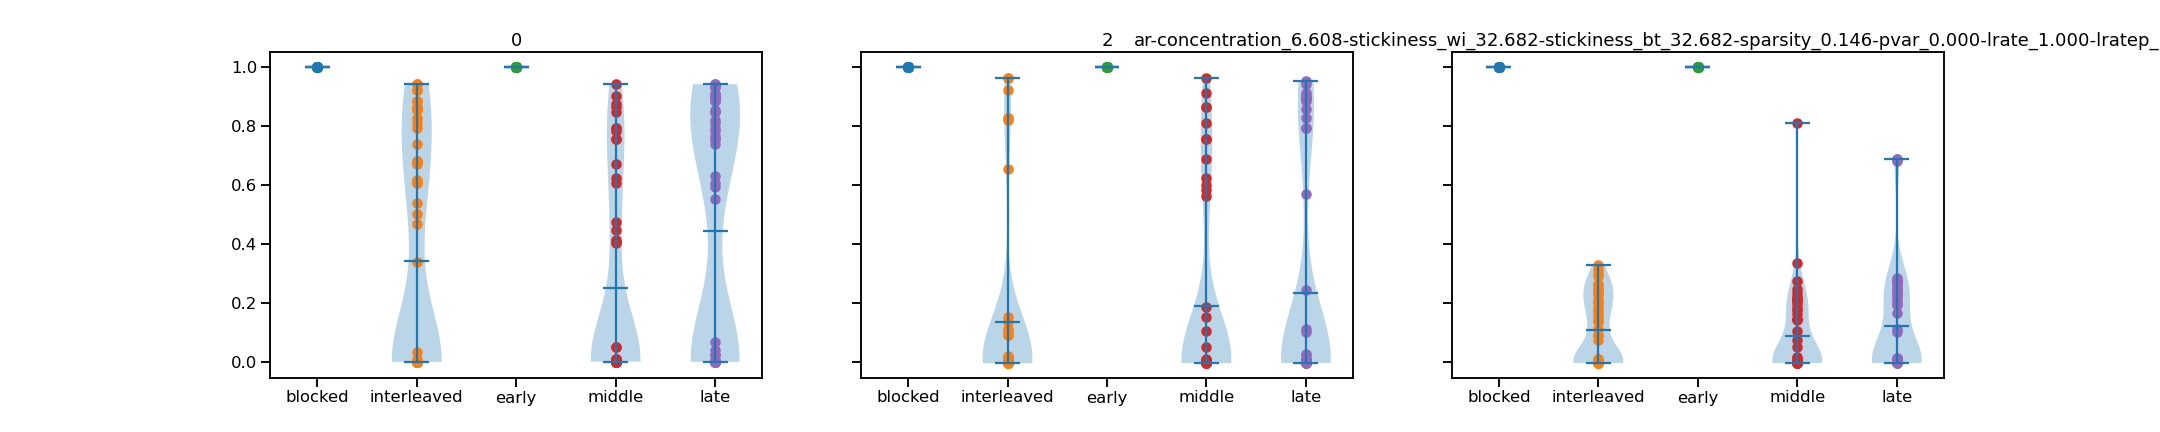 0
2
ar-concentration_6.608-stickiness_wi_32.682-stickiness_bt_32.682-sparsity_0.146-pvar_0.000-lrate_1.000-lratep_
1.0
0.8
0.6
0.4
0.2
0.0
blocked interleaved early middle late
blocked interleaved early middle late
blocked interleaved early middle late